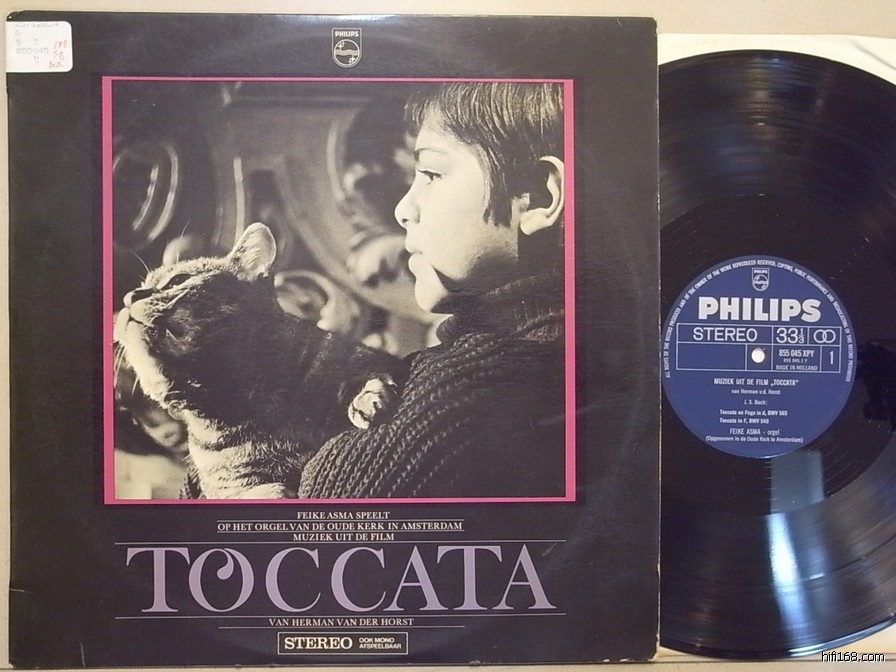 PHILIPS
FEIKE ASMA SPEELT
OP HET ORGEL VAN DE OUDE KERK IN AMSTERDAM
MUZIEK UIT DE FILM
TOCCATA
VAN HERMAN VAN DER HORST
STEREO OOK MONO
AFSPEELBAAR
PHILIPS
STEREO 33⅓
855 045 XPY
1
MADE IN HOLLAND
MUZIEK UIT DE FILM „TOCCATA"
van Herman v.d. Horst
J. S. Bach:
Toccata en Fuga in d, BWV 565
Toccata in F, BWV 540
FEIKE ASMA - orgel
(Opgenomen in de Oude Kerk te Amsterdam)
hifi168.com